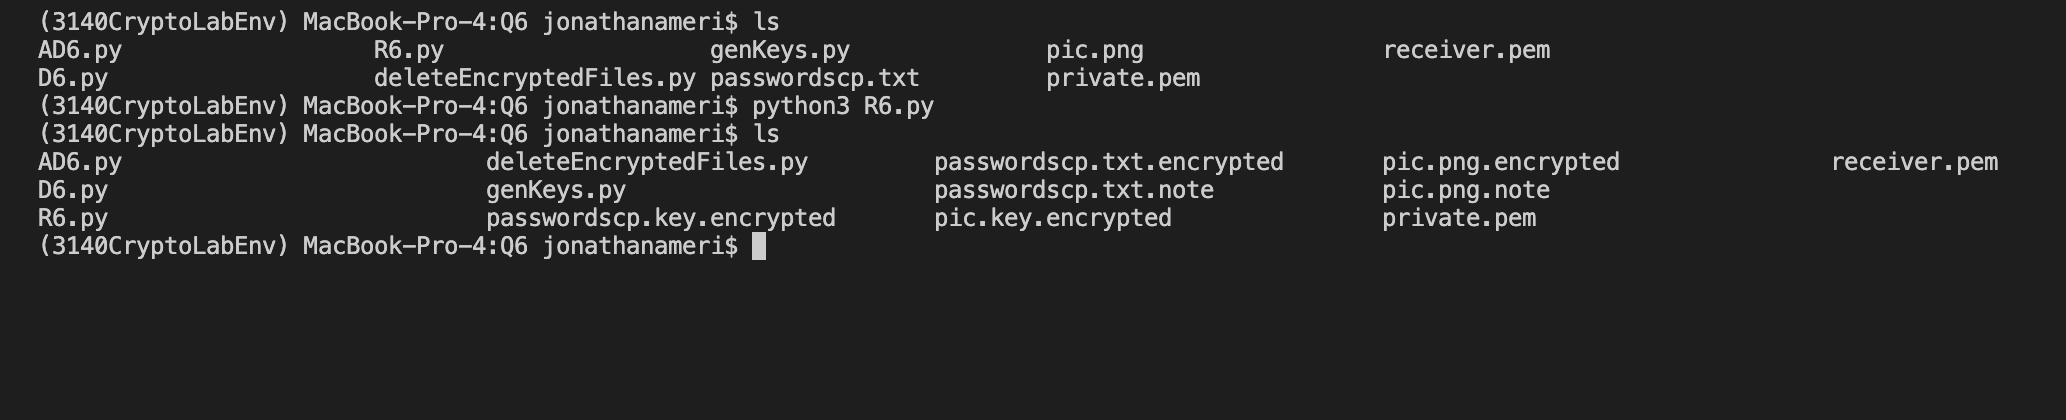 (3140CryptoLabEnv) MacBook-Pro-4:Q6 jonathanameri$ ls
AD6.py R6.py genKeys.py pic.png receiver.pem
D6.py deleteEncryptedFiles.py passwordscp.txt private.pem
(3140CryptoLabEnv) MacBook-Pro-4:Q6 jonathanameri$ python3 R6.py
(3140CryptoLabEnv) MacBook-Pro-4:Q6 jonathanameri$ ls
AD6.py deleteEncryptedFiles.py passwordscp.txt.encrypted pic.png.encrypted receiver.pem
D6.py genKeys.py passwordscp.txt.note pic.png.note
R6.py passwordscp.key.encrypted pic.key.encrypted private.pem
(3140CryptoLabEnv) MacBook-Pro-4:Q6 jonathanameri$